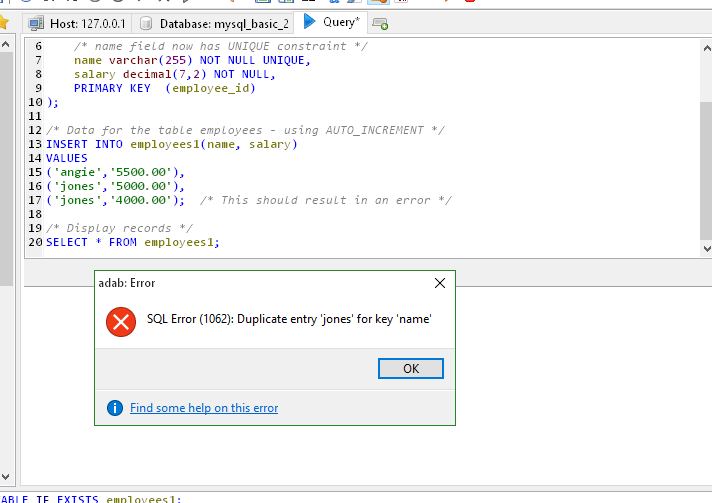 Host: 127.0.0.1 Database: mysql_basic_2 Query*
6 /* name field now has UNIQUE constraint */
7 name varchar(255) NOT NULL UNIQUE,
8 salary decimal(7,2) NOT NULL,
9 PRIMARY KEY (employee_id)
10 );
11
12 /* Data for the table employees - using AUTO_INCREMENT */
13 INSERT INTO employees1(name, salary)
14 VALUES
15 ('angie','5500.00'),
16 ('jones','5000.00'),
17 ('jones','4000.00'); /* This should result in an error */
18
19 /* Display records */
20 SELECT * FROM employees1;
adab: Error
SQL Error (1062): Duplicate entry 'jones' for key 'name'
OK
Find some help on this error
ABLE IF EXISTS employees1;